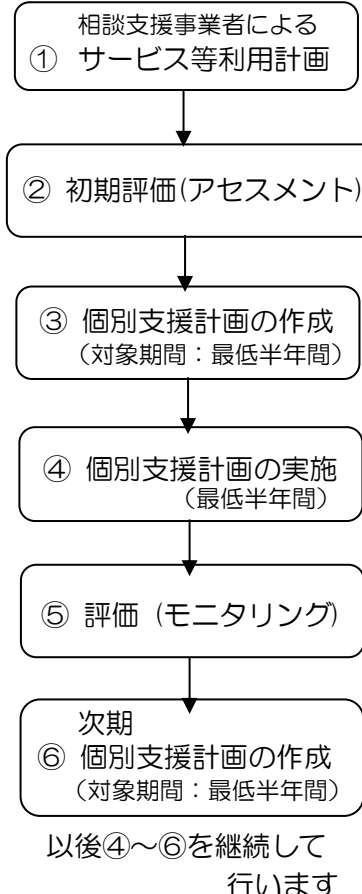 相談支援事業者による
① サービス等利用計画
② 初期評価(アセスメント)
③ 個別支援計画の作成
（対象期間：最低半年間）
④ 個別支援計画の実施
（最低半年間）
⑤ 評価（モニタリング）
次期
⑥ 個別支援計画の作成
（対象期間：最低半年間）
以後④～⑥を継続して
行います